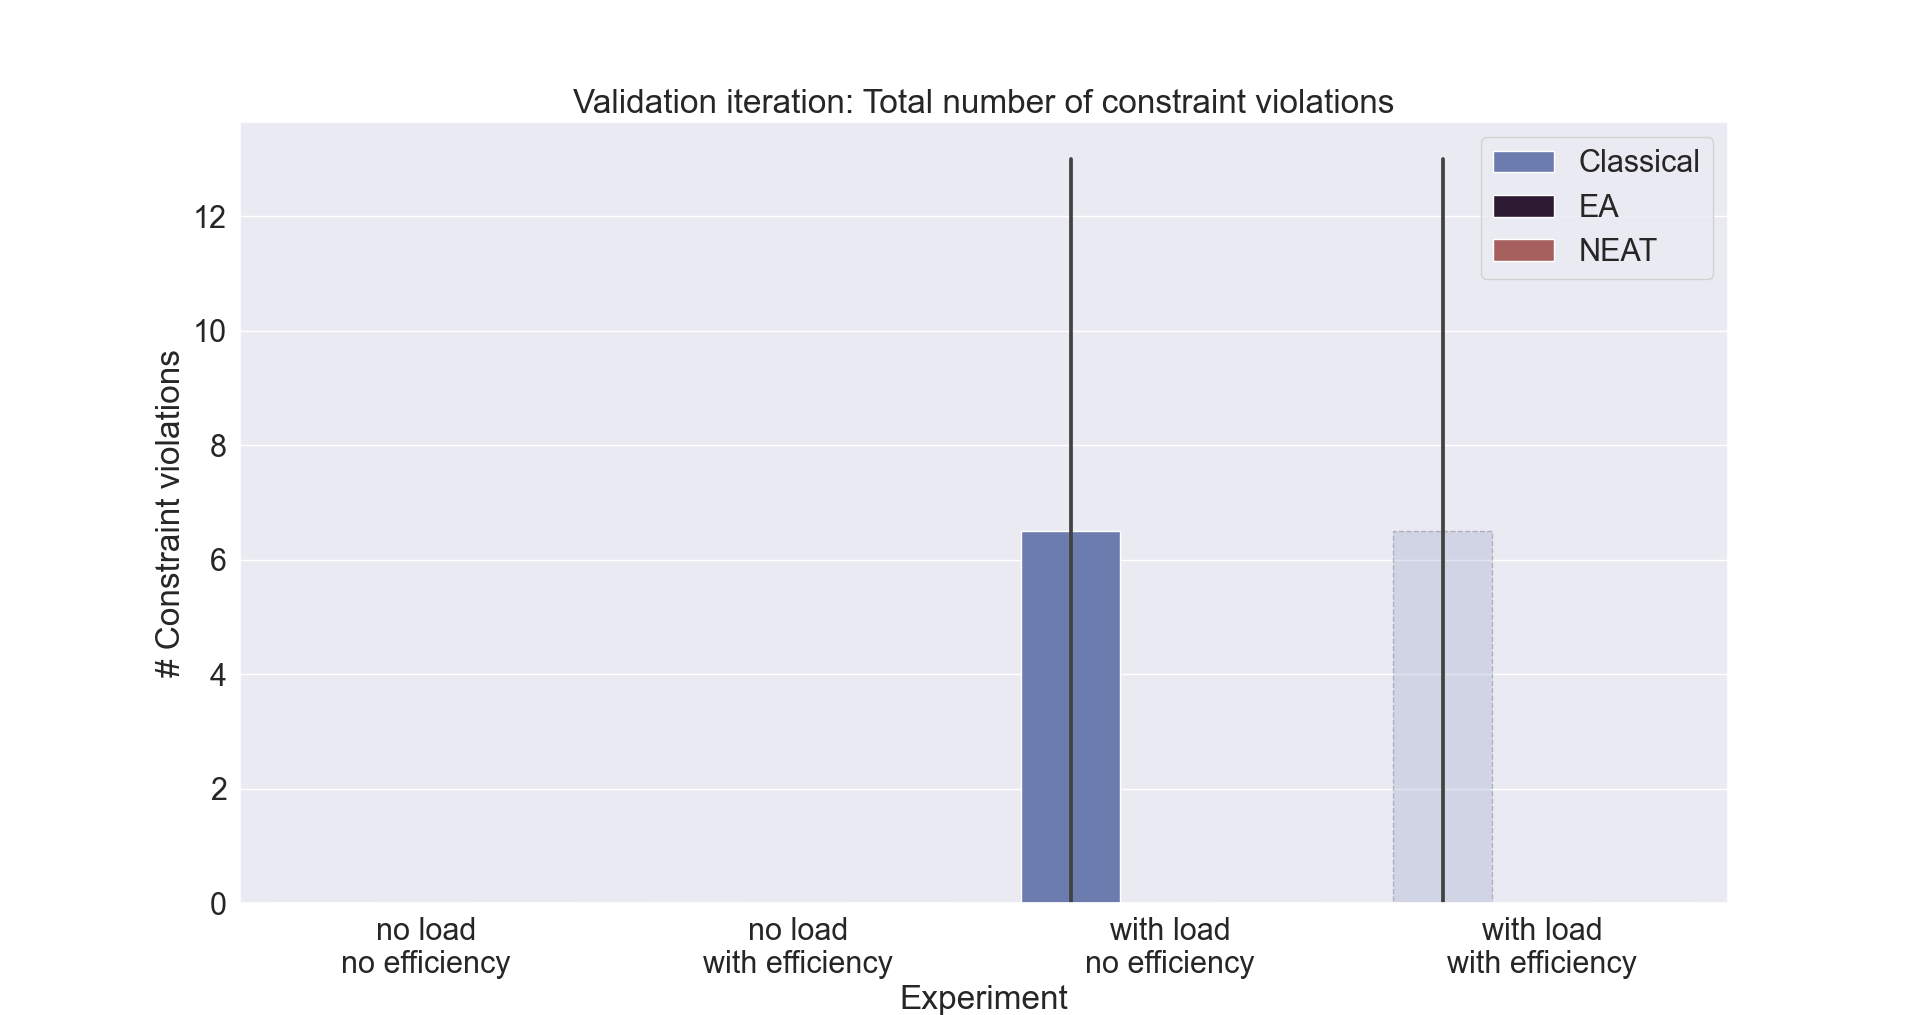 Validation iteration: Total number of constraint violations
Classical
EA
NEAT
# Constraint violations
12
10
8
6
4
2
0
no load
no efficiency
no load
with efficiency
with load
no efficiency
with load
with efficiency
Experiment